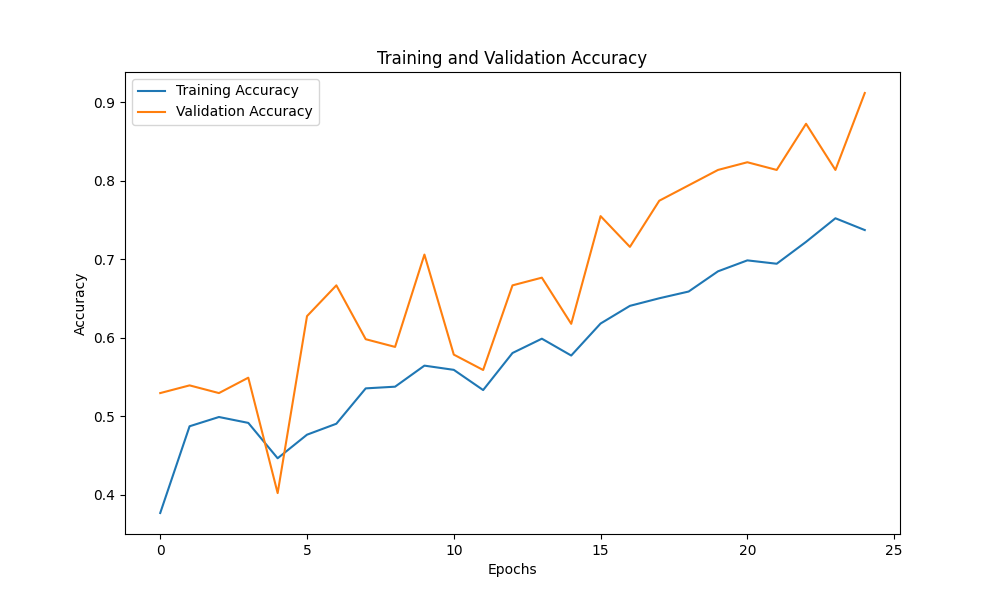 Training and Validation Accuracy
Training Accuracy
Validation Accuracy
0.9
0.8
0.7
0.6
0.5
0.4
Accuracy
0 5 10 15 20 25
Epochs